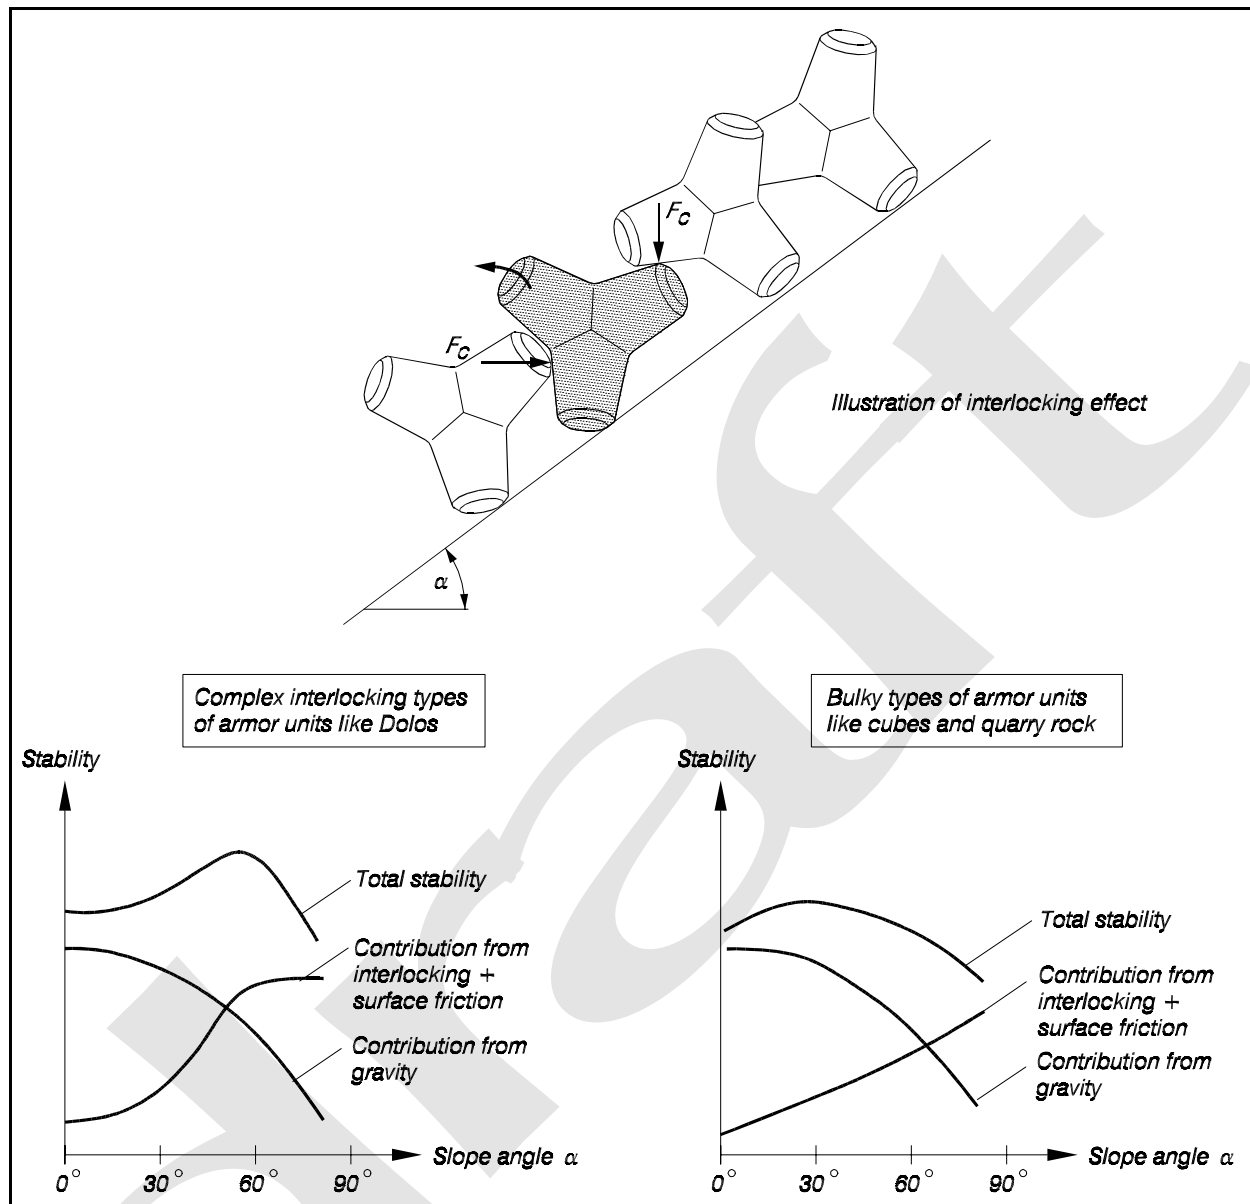 F_C
F_C
Illustration of interlocking effect
α
Complex interlocking types
of armor units like Dolos
Stability
Total stability
Contribution from
interlocking +
surface friction
Contribution from
gravity
0° 30° 60° 90°
Slope angle α
Bulky types of armor units
like cubes and quarry rock
Stability
Total stability
Contribution from
interlocking +
surface friction
Contribution from
gravity
0° 30° 60° 90°
Slope angle α
draft